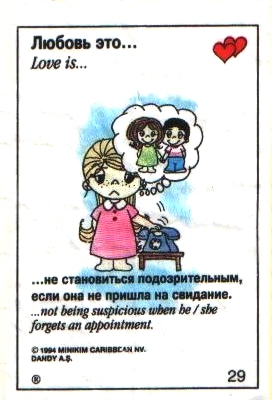 Любовь это...
Love is...
...не становиться подозрительным,
если она не пришла на свидание.
...not being suspicious when he / she
forgets an appointment.
© 1994 MINIKIM CARIBBEAN NV.
DANDY A.Ş.
® 29